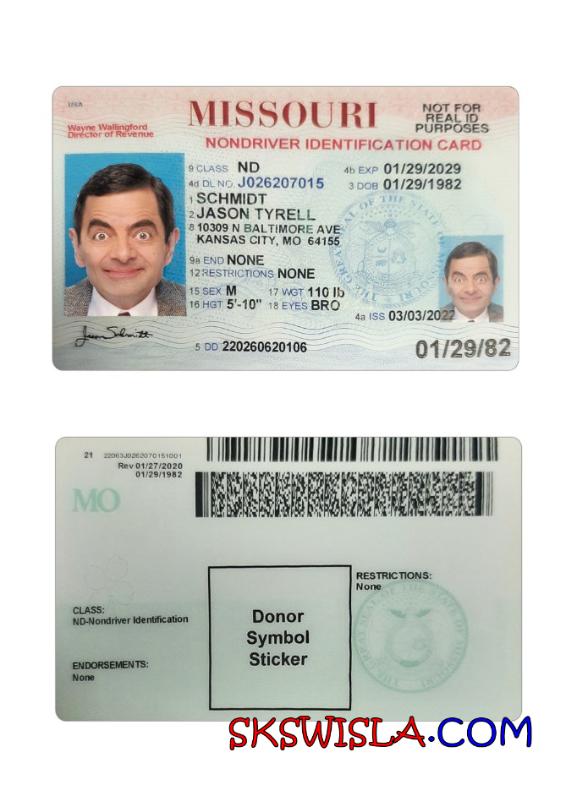 USA
MISSOURI
NOT FOR
REAL ID
PURPOSES
Wayne Wallingford
Director of Revenue
NONDRIVER IDENTIFICATION CARD
9 CLASS ND
4b EXP 01/29/2029
4d DL NO. J026207015
3 DOB 01/29/1982
1 SCHMIDT
2 JASON TYRELL
8 10309 N BALTIMORE AVE
KANSAS CITY, MO 64155
9a END NONE
12 RESTRICTIONS NONE
15 SEX M 17 WGT 110 lb
16 HGT 5'-10" 18 EYES BRO
4a ISS 03/03/2022
5 DD 220260620106
01/29/82
21 22063J0262070151001
Rev 01/27/2020
01/29/1982
MO
RESTRICTIONS:
None
CLASS:
ND-Nondriver Identification
Donor
Symbol
Sticker
ENDORSEMENTS:
None
SKSWISLA.COM